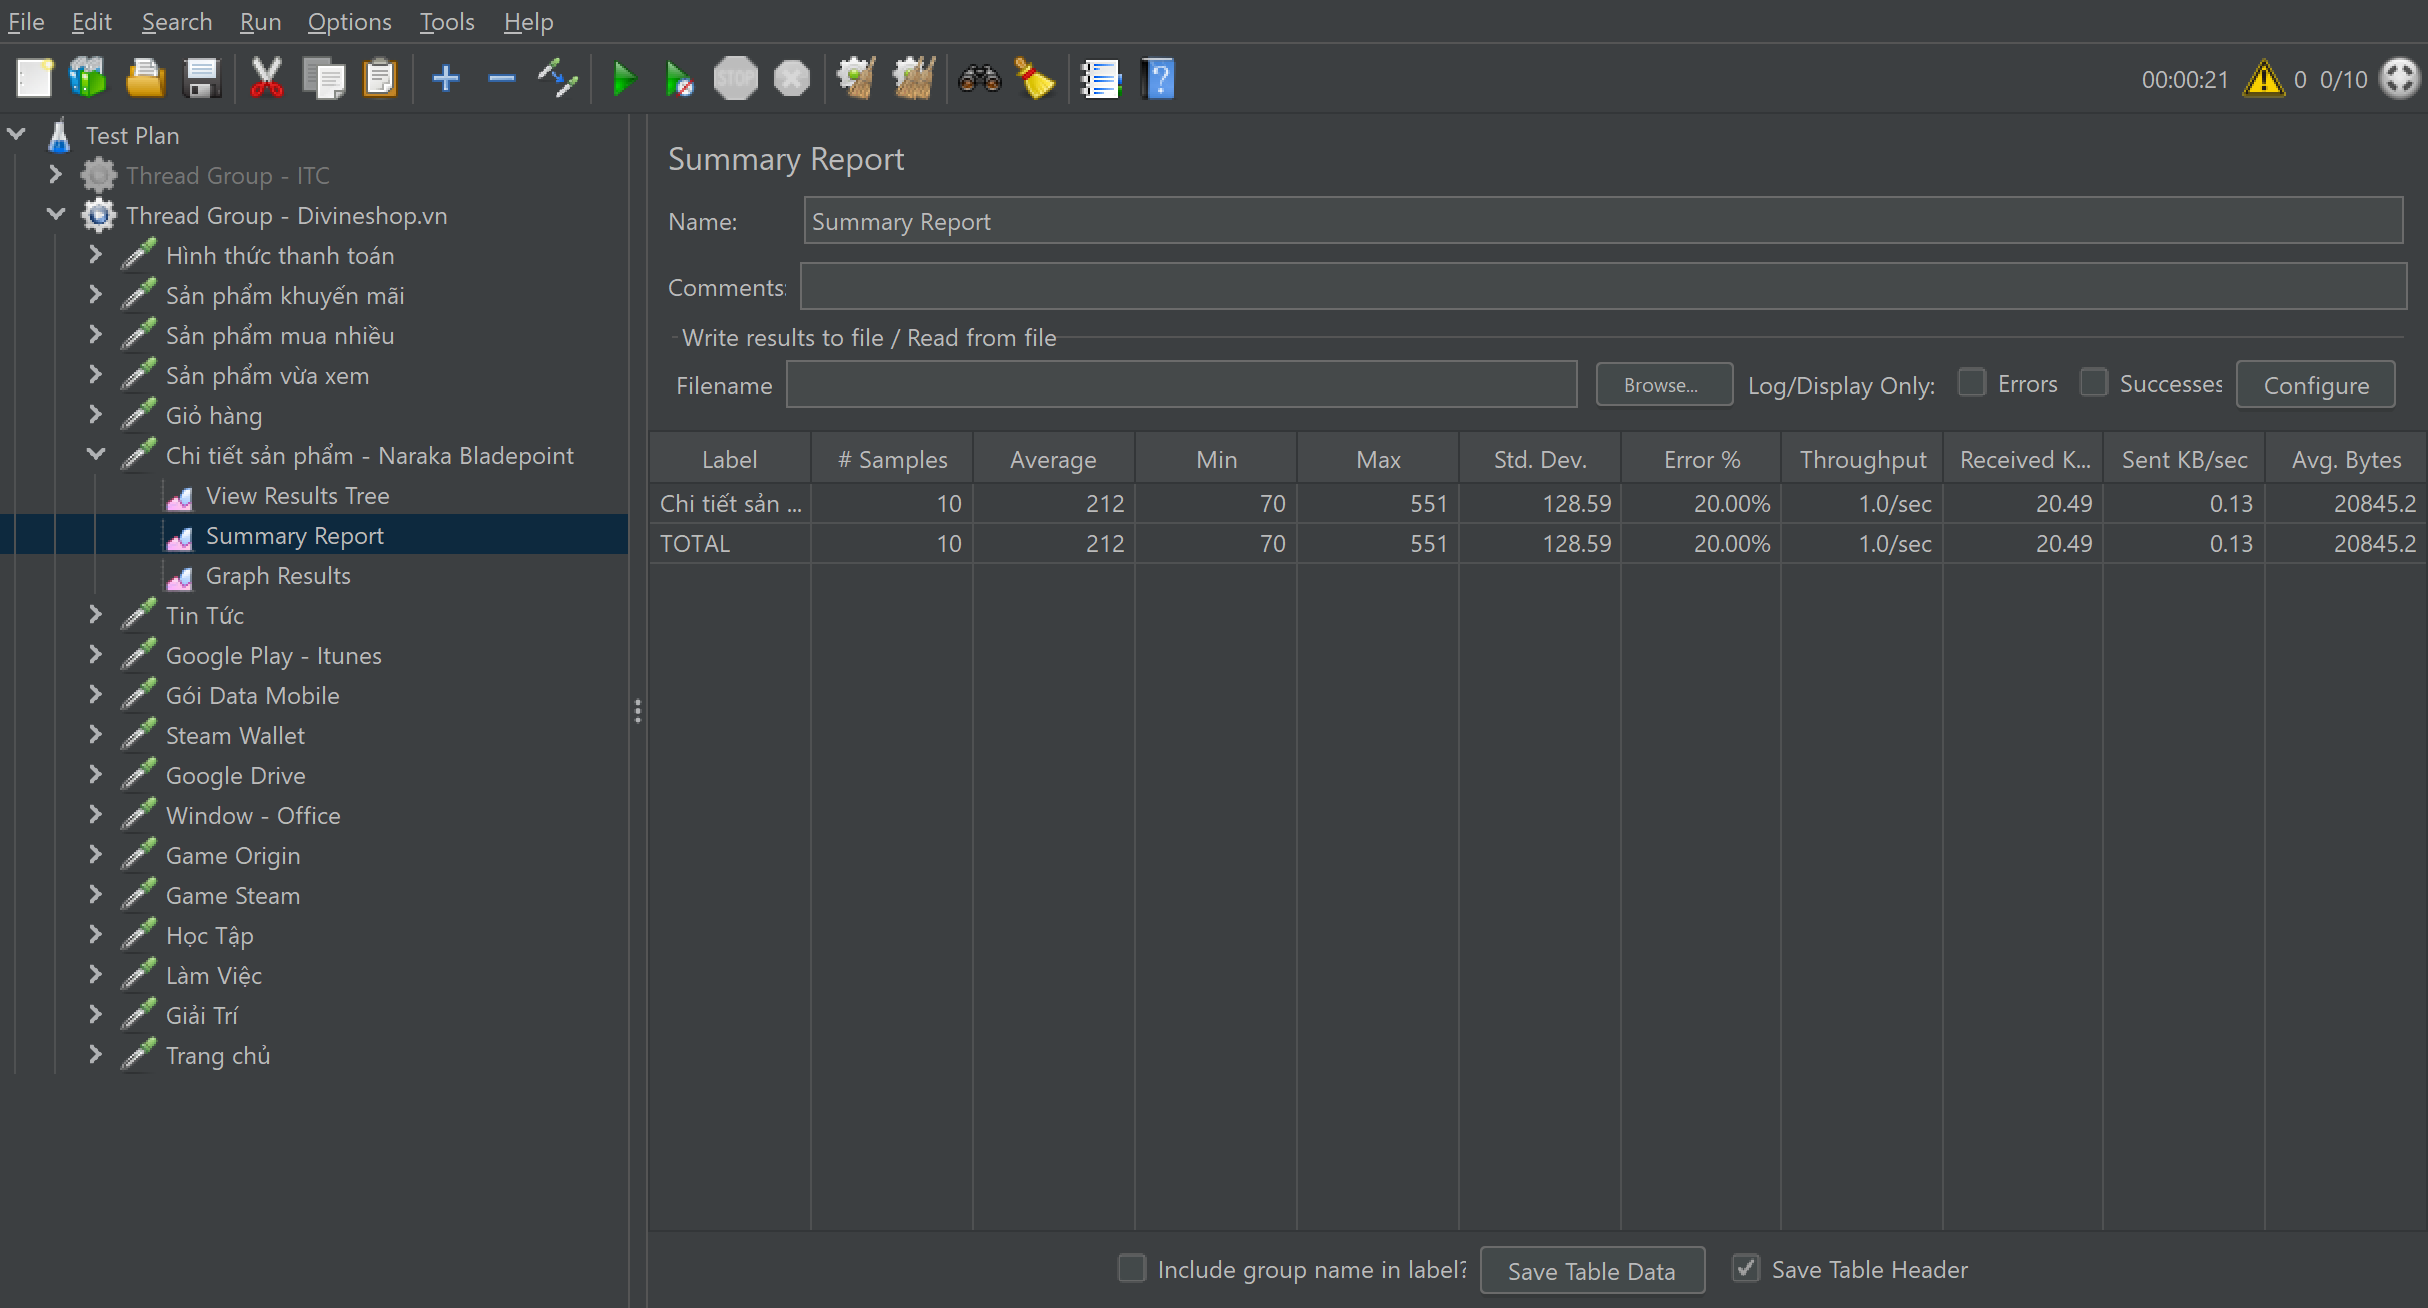 File Edit Search Run Options Tools Help
STOP
00:00:21 0 0/10
Test Plan
Thread Group - ITC
Thread Group - Divineshop.vn
Hình thức thanh toán
Sản phẩm khuyến mãi
Sản phẩm mua nhiều
Sản phẩm vừa xem
Giỏ hàng
Chi tiết sản phẩm - Naraka Bladepoint
View Results Tree
Summary Report
Graph Results
Tin Tức
Google Play - Itunes
Gói Data Mobile
Steam Wallet
Google Drive
Window - Office
Game Origin
Game Steam
Học Tập
Làm Việc
Giải Trí
Trang chủ
Summary Report
Name: Summary Report
Comments:
Write results to file / Read from file
Filename Browse... Log/Display Only: Errors Successes Configure
Label # Samples Average Min Max Std. Dev. Error % Throughput Received K... Sent KB/sec Avg. Bytes
Chi tiết sản ... 10 212 70 551 128.59 20.00% 1.0/sec 20.49 0.13 20845.2
TOTAL 10 212 70 551 128.59 20.00% 1.0/sec 20.49 0.13 20845.2
Include group name in label? Save Table Data Save Table Header